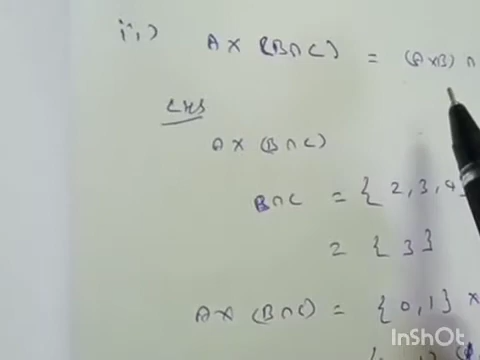 ii,) A X (B∩C) = (A X B) ∩
LHS
A X (B∩C)
B∩C = { 2, 3, 4
= { 3 }
A X (B∩C) = { 0, 1 } X
InShOt